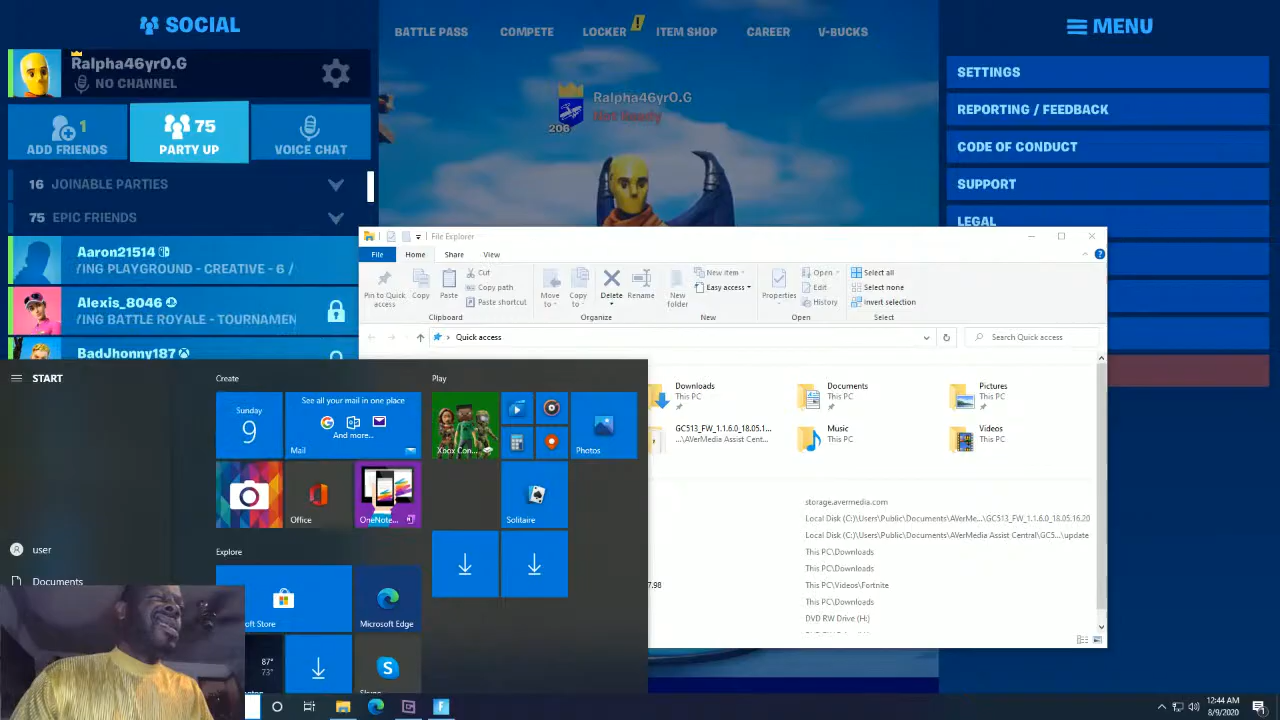 SOCIAL
Ralpha46yrO.G
NO CHANNEL
1
ADD FRIENDS
75
PARTY UP
VOICE CHAT
16 JOINABLE PARTIES
75 EPIC FRIENDS
Aaron21514
YING PLAYGROUND - CREATIVE - 6 /
Alexis_8046
YING BATTLE ROYALE - TOURNAMEN
BadJhonny187
BATTLE PASS
COMPETE
LOCKER
!
ITEM SHOP
CAREER
V-BUCKS
Ralpha46yrO.G
Not Ready
206
MENU
SETTINGS
REPORTING / FEEDBACK
CODE OF CONDUCT
SUPPORT
LEGAL
File Explorer
File
Home
Share
View
Pin to Quick
access
Copy
Paste
Cut
Copy path
Paste shortcut
Clipboard
Move
to
Copy
to
Delete
Rename
Organize
New
folder
New item
Easy access
New
Properties
Open
Edit
History
Open
Select all
Select none
Invert selection
Select
Quick access
Search Quick access
Downloads
This PC
Documents
This PC
Pictures
This PC
GC513_FW_1.1.6.0_18.05.1...
...\AVerMedia Assist Cent...
Music
This PC
Videos
This PC
storage.avermedia.com
Local Disk (C:)\Users\Public\Documents\AVerMe...\GC513_FW_1.1.6.0_18.05.16.20
Local Disk (C:)\Users\Public\Documents\AVerMedia Assist Central\GC5...\update
This PC\Downloads
This PC\Downloads
7.98
This PC\Videos\Fortnite
This PC\Downloads
DVD RW Drive (H:)
START
user
Documents
Create
Sunday
9
See all your mail in one place
And more...
Mail
Office
OneNote...
Explore
Microsoft Edge
t Store
87°
73°
Play
Xbox Con...
Photos
Solitaire
12:44 AM
8/9/2020
1